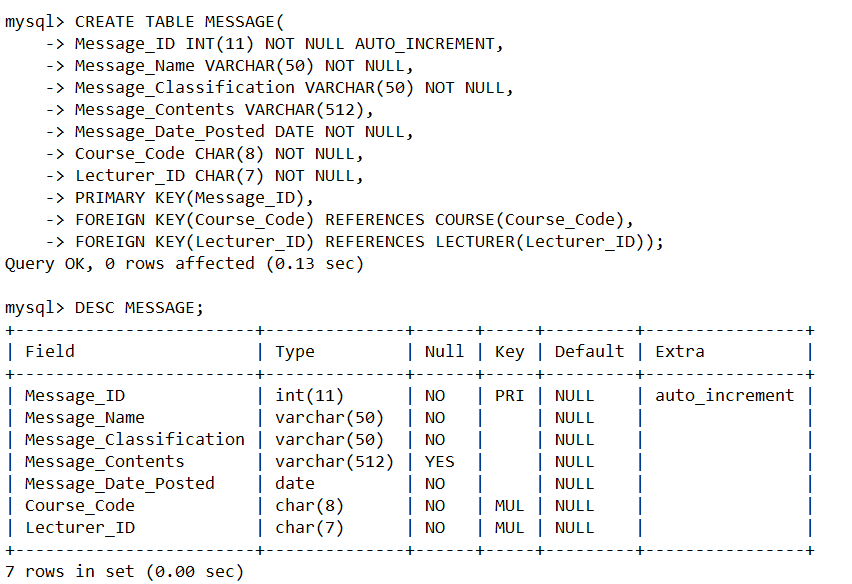 mysql> CREATE TABLE MESSAGE(
    -> Message_ID INT(11) NOT NULL AUTO_INCREMENT,
    -> Message_Name VARCHAR(50) NOT NULL,
    -> Message_Classification VARCHAR(50) NOT NULL,
    -> Message_Contents VARCHAR(512),
    -> Message_Date_Posted DATE NOT NULL,
    -> Course_Code CHAR(8) NOT NULL,
    -> Lecturer_ID CHAR(7) NOT NULL,
    -> PRIMARY KEY(Message_ID),
    -> FOREIGN KEY(Course_Code) REFERENCES COURSE(Course_Code),
    -> FOREIGN KEY(Lecturer_ID) REFERENCES LECTURER(Lecturer_ID));
Query OK, 0 rows affected (0.13 sec)

mysql> DESC MESSAGE;
+------------------------+--------------+------+-----+---------+----------------+
| Field                  | Type         | Null | Key | Default | Extra          |
+------------------------+--------------+------+-----+---------+----------------+
| Message_ID             | int(11)      | NO   | PRI | NULL    | auto_increment |
| Message_Name           | varchar(50)  | NO   |     | NULL    |                |
| Message_Classification | varchar(50)  | NO   |     | NULL    |                |
| Message_Contents       | varchar(512) | YES  |     | NULL    |                |
| Message_Date_Posted    | date         | NO   |     | NULL    |                |
| Course_Code            | char(8)      | NO   | MUL | NULL    |                |
| Lecturer_ID            | char(7)      | NO   | MUL | NULL    |                |
+------------------------+--------------+------+-----+---------+----------------+
7 rows in set (0.00 sec)